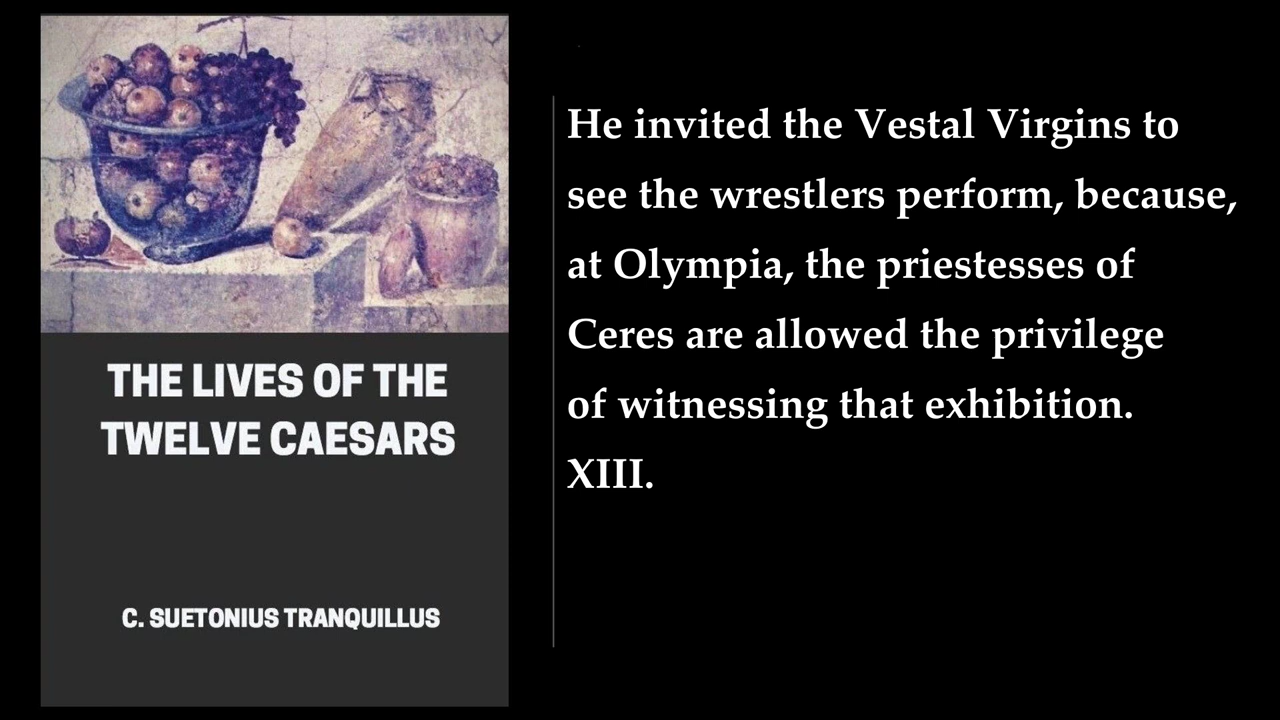 THE LIVES OF THE
TWELVE CAESARS
C. SUETONIUS TRANQUILLUS
He invited the Vestal Virgins to
see the wrestlers perform, because,
at Olympia, the priestesses of
Ceres are allowed the privilege
of witnessing that exhibition.
XIII.